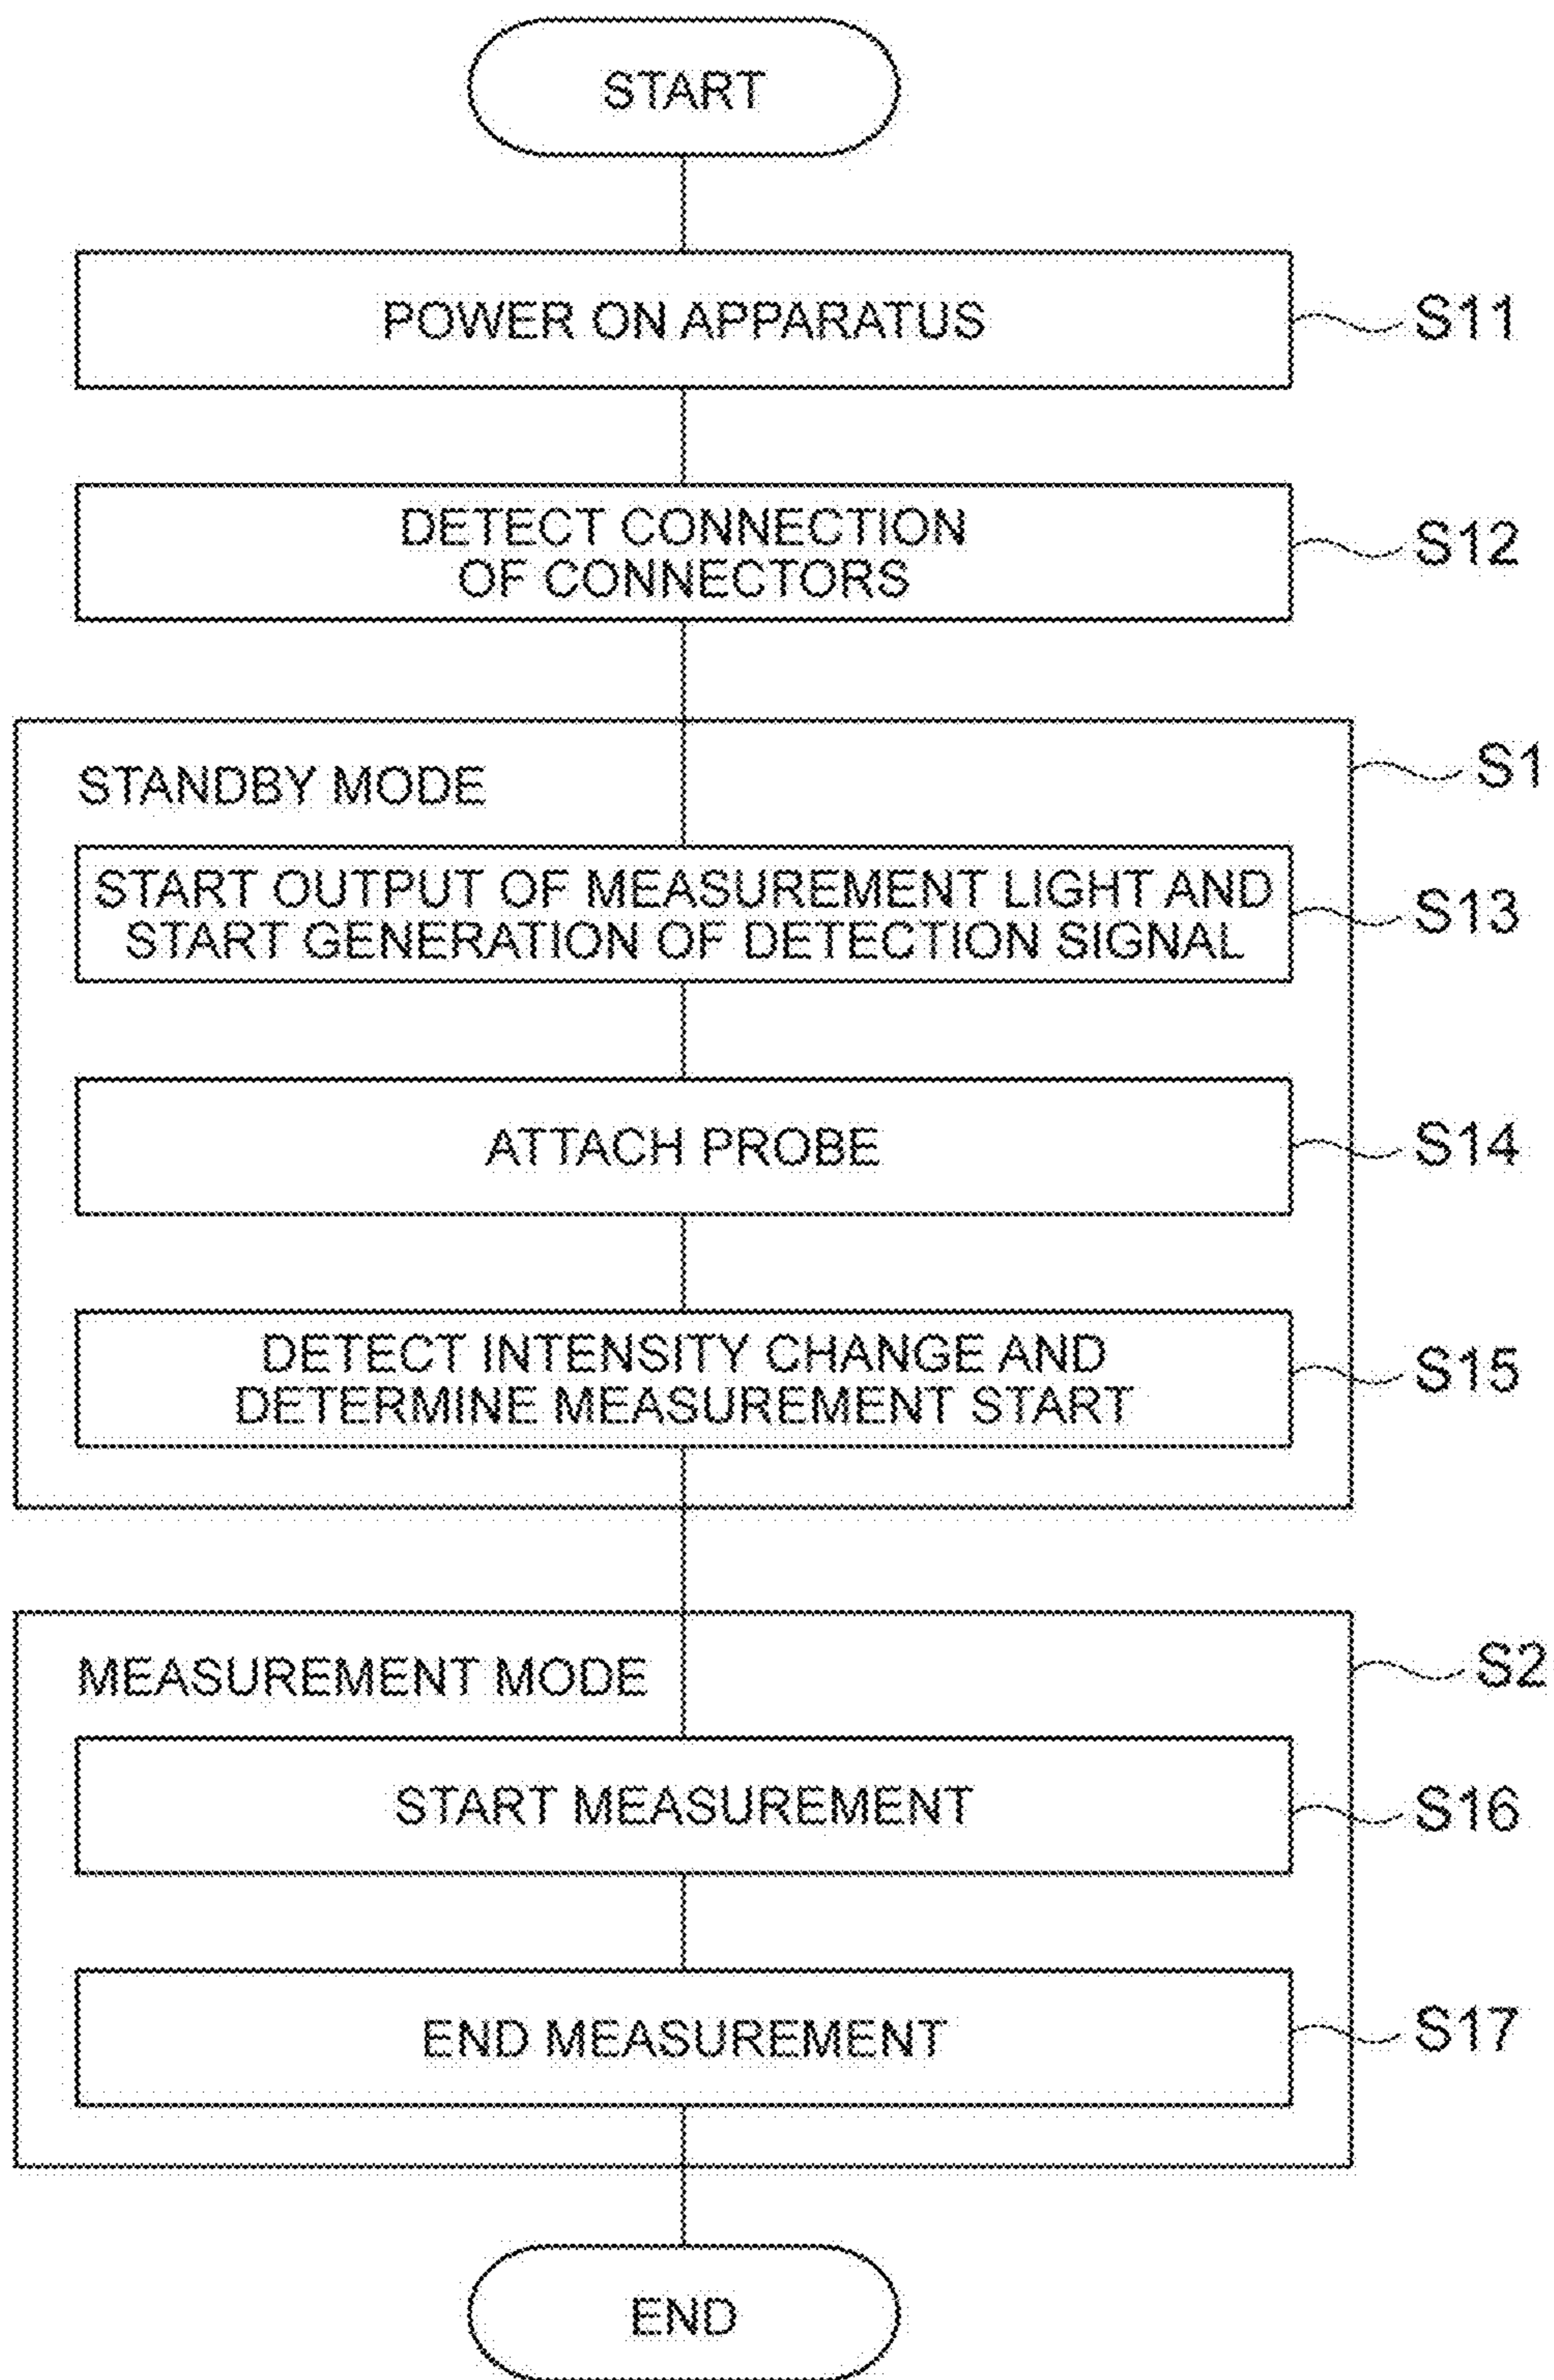 START
POWER ON APPARATUS
S11
DETECT CONNECTION
OF CONNECTORS
S12
STANDBY MODE
S1
START OUTPUT OF MEASUREMENT LIGHT AND
START GENERATION OF DETECTION SIGNAL
S13
ATTACH PROBE
S14
DETECT INTENSITY CHANGE AND
DETERMINE MEASUREMENT START
S15
MEASUREMENT MODE
S2
START MEASUREMENT
S16
END MEASUREMENT
S17
END